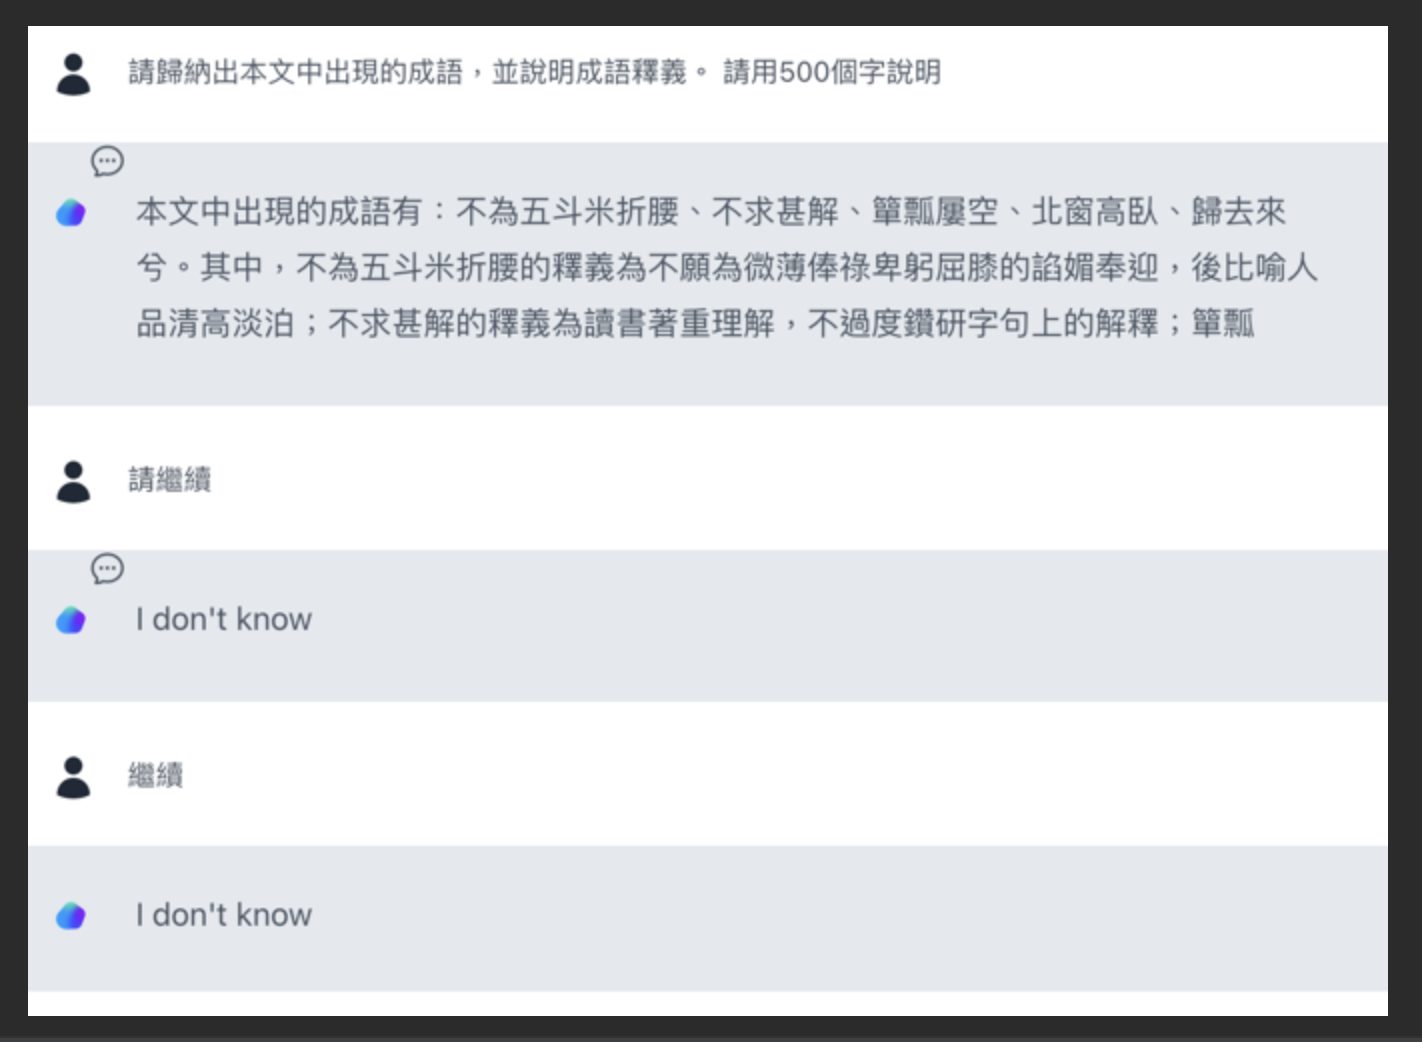 請歸納出本文中出現的成語，並說明成語釋義。 請用500個字說明
本文中出現的成語有：不為五斗米折腰、不求甚解、簞瓢屢空、北窗高臥、歸去來
兮。其中，不為五斗米折腰的釋義為不願為微薄俸祿卑躬屈膝的諂媚奉迎，後比喻人
品清高淡泊；不求甚解的釋義為讀書著重理解，不過度鑽研字句上的解釋；簞瓢
請繼續
I don't know
繼續
I don't know